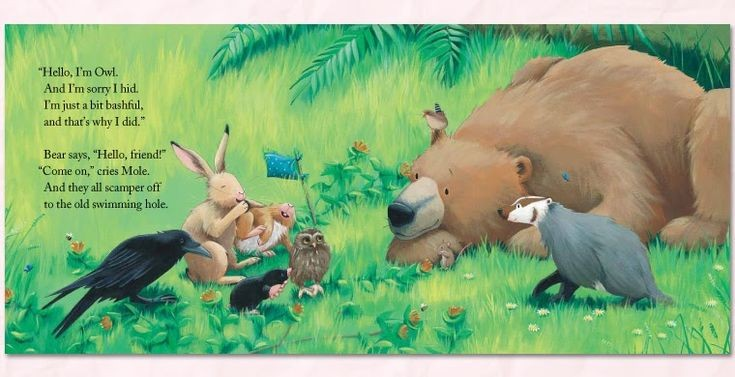 “Hello, I’m Owl.
And I’m sorry I hid.
I’m just a bit bashful,
and that’s why I did.”
Bear says, “Hello, friend!”
“Come on,” cries Mole.
And they all scamper off
to the old swimming hole.